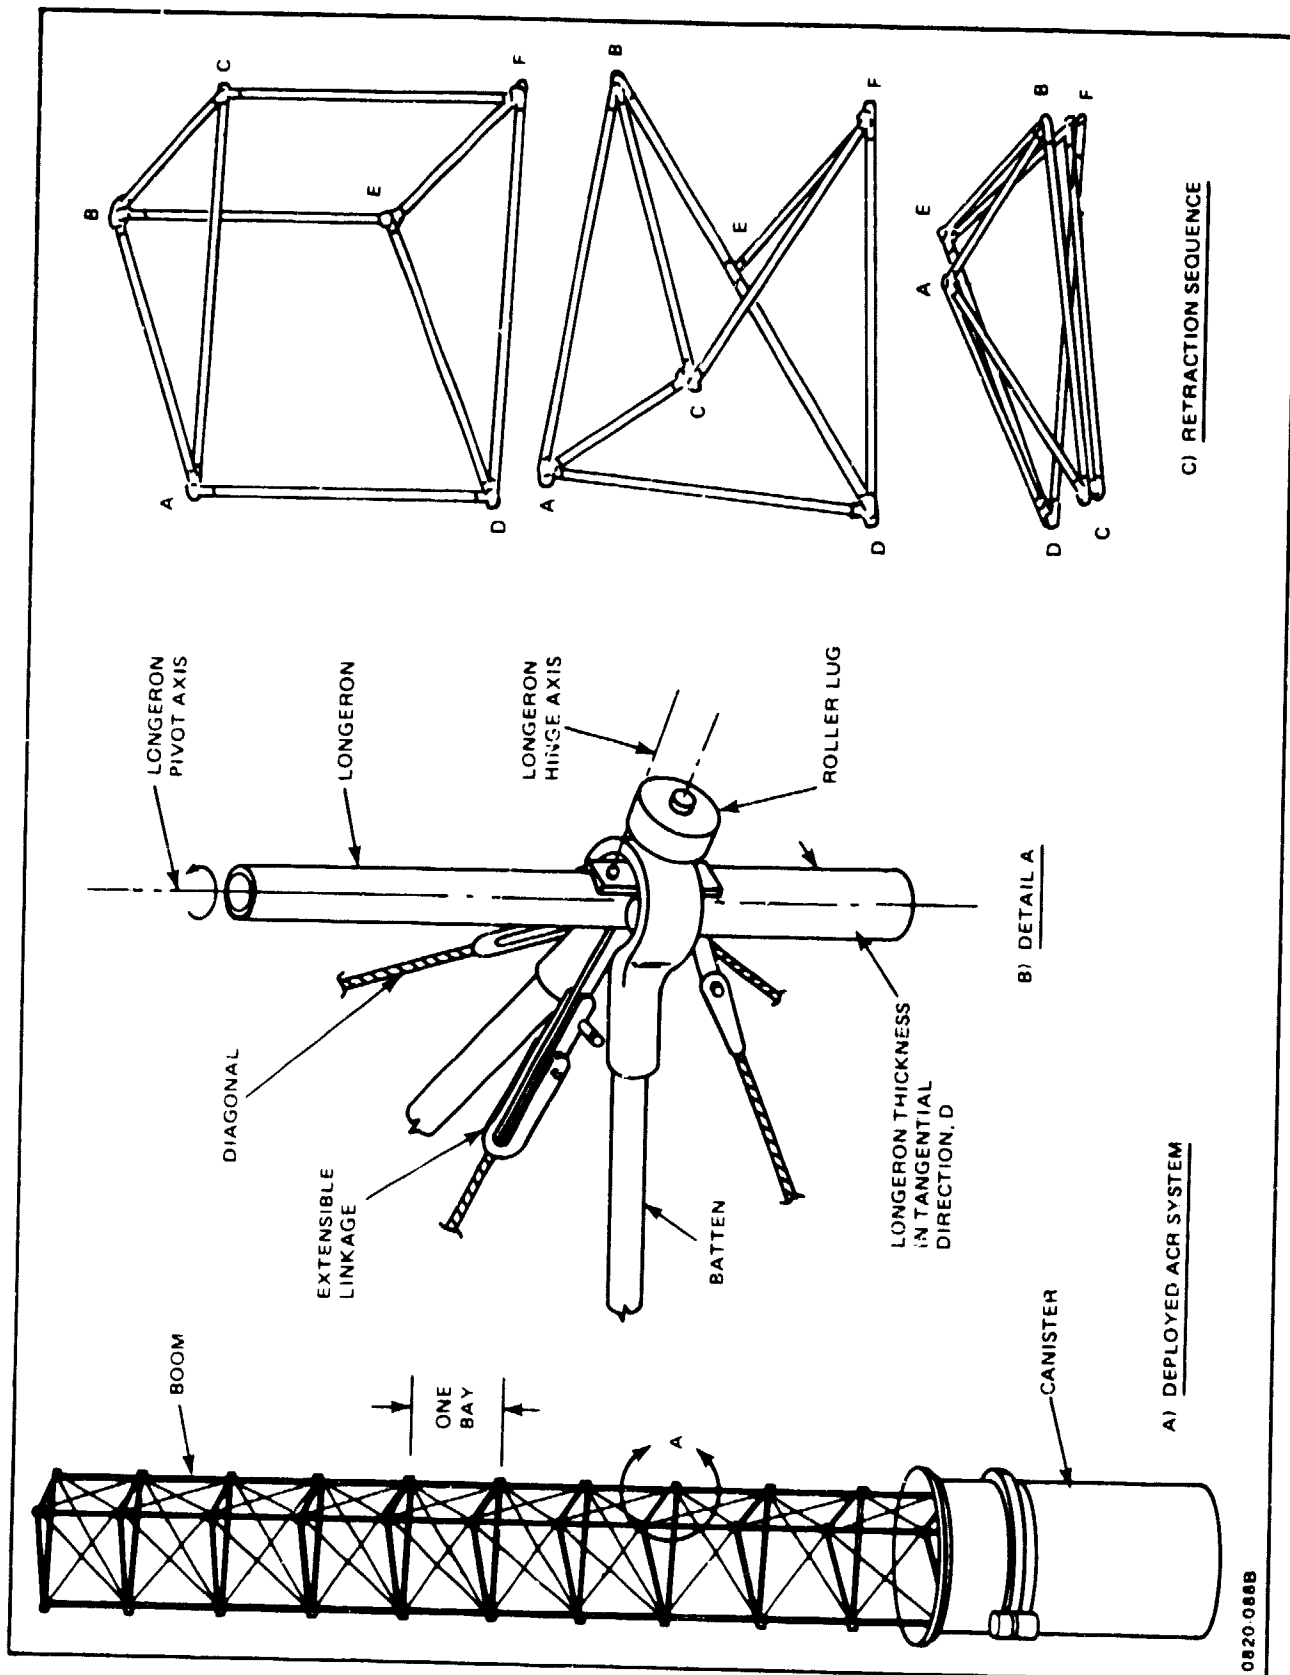 BOOM
ONE
BAY
A
CANISTER
A) DEPLOYED ACR SYSTEM
LONGERON
PIVOT AXIS
LONGERON
LONGERON
HINGE AXIS
ROLLER LUG
DIAGONAL
EXTENSIBLE
LINKAGE
BATTEN
LONGERON THICKNESS
IN TANGENTIAL
DIRECTION, D
B) DETAIL A
B
C
A
E
D
F
B
A
E
C
D
F
E
A
B
F
D
C
C) RETRACTION SEQUENCE
0820-088B